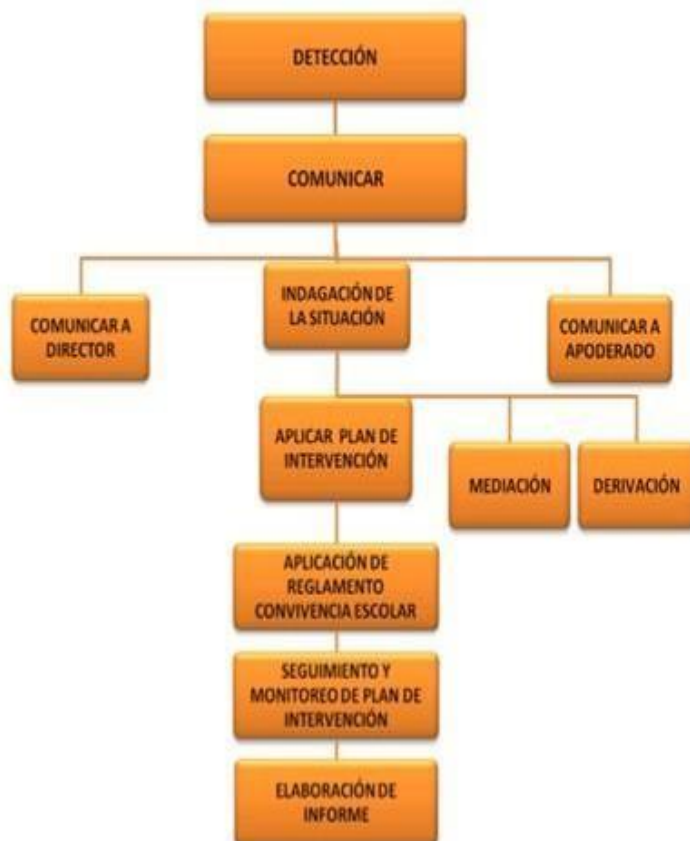 DETECCIÓN
COMUNICAR
COMUNICAR A
DIRECTOR
INDAGACIÓN DE
LA SITUACIÓN
COMUNICAR A
APODERADO
APLICAR PLAN DE
INTERVENCIÓN
MEDIACIÓN
DERIVACIÓN
APLICACIÓN DE
REGLAMENTO
CONVIVENCIA ESCOLAR
SEGUIMIENTO Y
MONITOREO DE PLAN DE
INTERVENCIÓN
ELABORACIÓN DE
INFORME